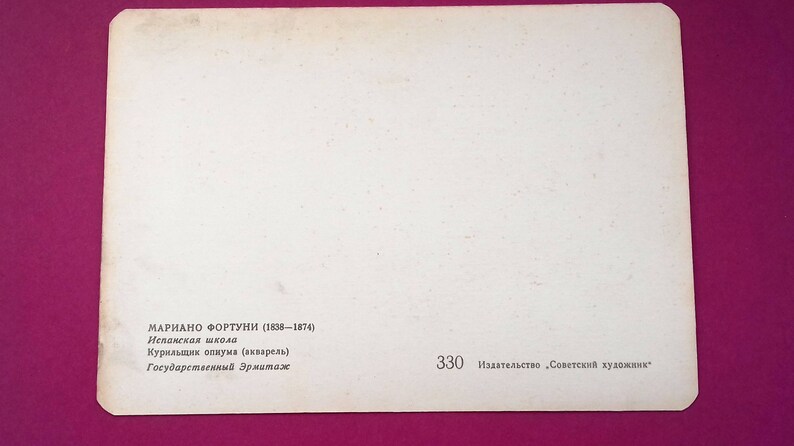 МАРИАНО ФОРТУНИ (1838—1874)
Испанская школа
Курильщик опиума (акварель)
Государственный Эрмитаж
330 Издательство „Советский художник“